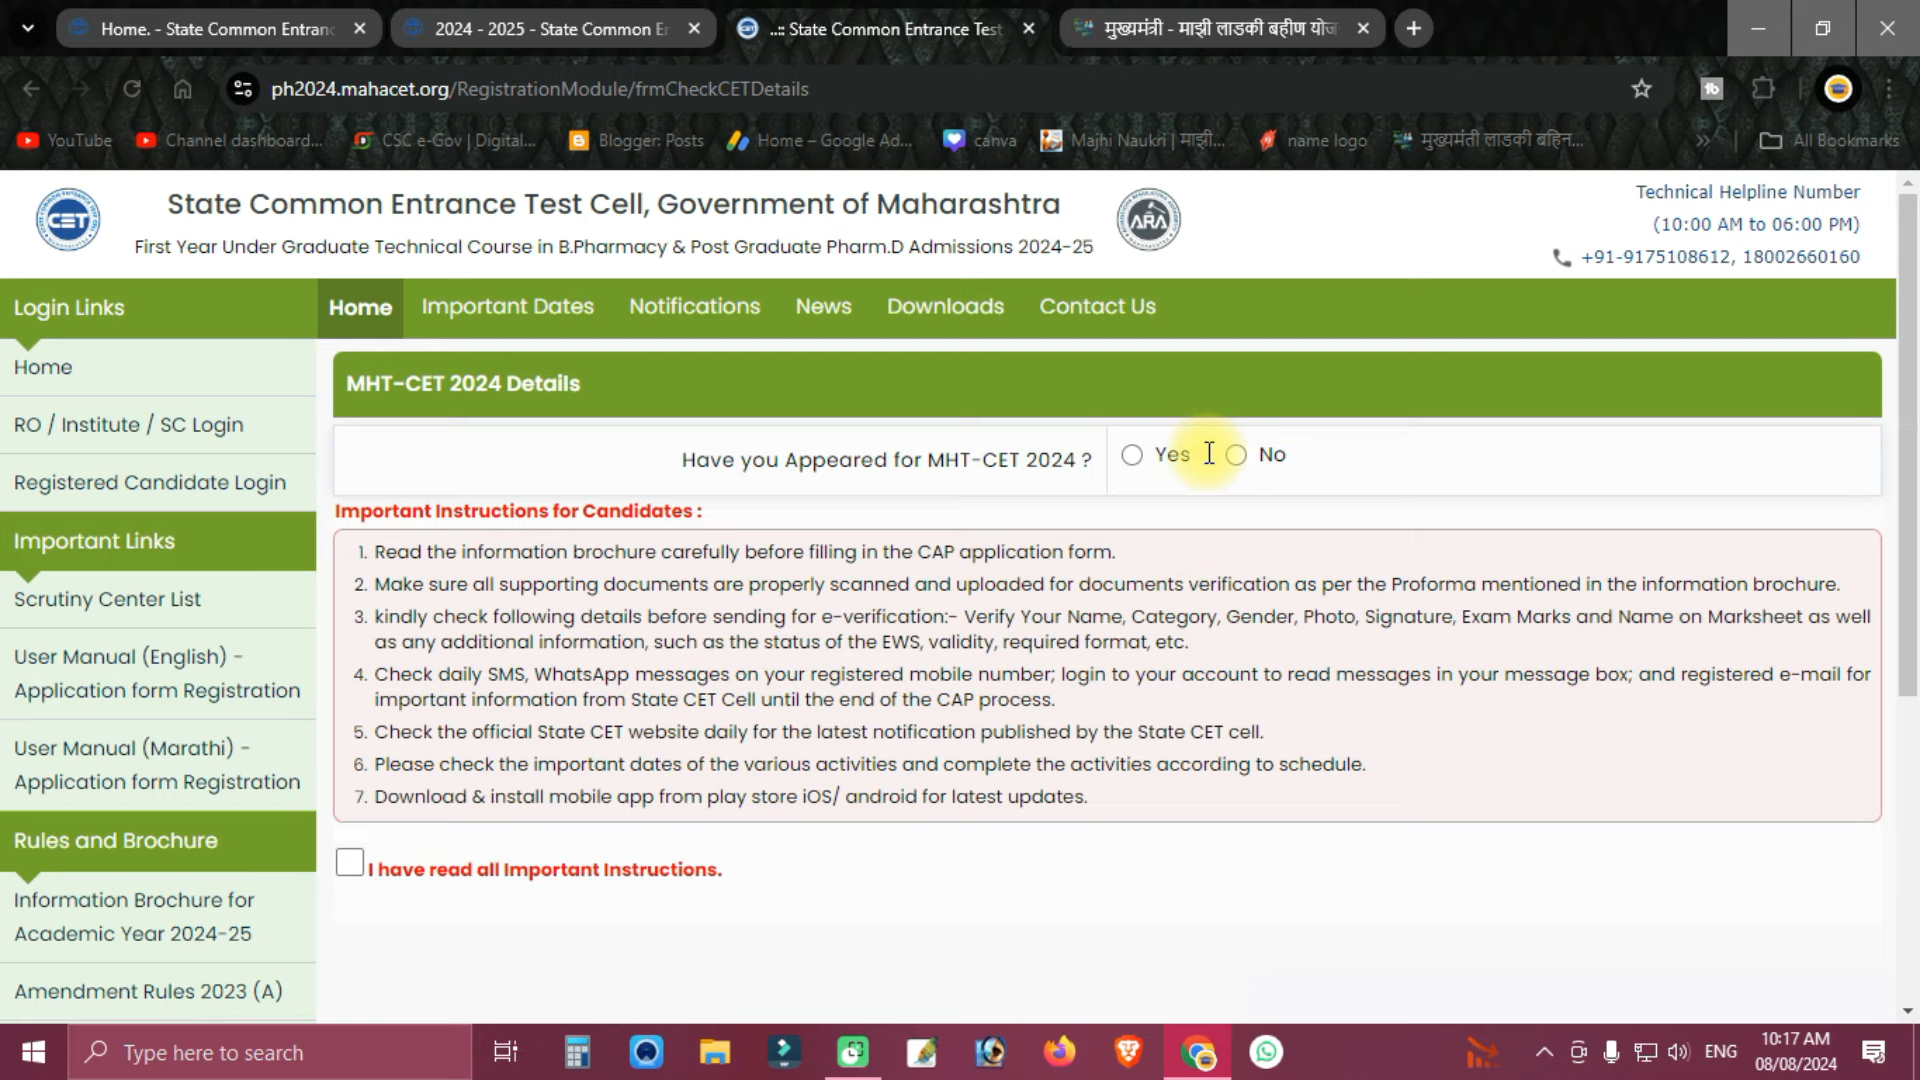 Home. - State Common Entranc
2024 - 2025 - State Common E
..:: State Common Entrance Test
मुख्यमंत्री - माझी लाडकी बहीण योज
ph2024.mahacet.org/RegistrationModule/frmCheckCETDetails
YouTube
Channel dashboard...
CSC e-Gov | Digital...
Blogger: Posts
Home – Google Ad...
canva
Majhi Naukri | माझी...
name logo
मुख्यमंती लाडकी बहिन...
All Bookmarks
CET
State Common Entrance Test Cell, Government of Maharashtra
First Year Under Graduate Technical Course in B.Pharmacy & Post Graduate Pharm.D Admissions 2024-25
ARA
Technical Helpline Number
(10:00 AM to 06:00 PM)
+91-9175108612, 18002660160
Login Links
Home
Important Dates
Notifications
News
Downloads
Contact Us
Home
RO / Institute / SC Login
Registered Candidate Login
Important Links
Scrutiny Center List
User Manual (English) -
Application form Registration
User Manual (Marathi) -
Application form Registration
Rules and Brochure
Information Brochure for
Academic Year 2024-25
Amendment Rules 2023 (A)
MHT-CET 2024 Details
Have you Appeared for MHT-CET 2024 ?
Yes
No
Important Instructions for Candidates :
1. Read the information brochure carefully before filling in the CAP application form.
2. Make sure all supporting documents are properly scanned and uploaded for documents verification as per the Proforma mentioned in the information brochure.
3. kindly check following details before sending for e-verification:- Verify Your Name, Category, Gender, Photo, Signature, Exam Marks and Name on Marksheet as well
as any additional information, such as the status of the EWS, validity, required format, etc.
4. Check daily SMS, WhatsApp messages on your registered mobile number; login to your account to read messages in your message box; and registered e-mail for
important information from State CET Cell until the end of the CAP process.
5. Check the official State CET website daily for the latest notification published by the State CET cell.
6. Please check the important dates of the various activities and complete the activities according to schedule.
7. Download & install mobile app from play store iOS/ android for latest updates.
I have read all Important Instructions.
Type here to search
ENG
10:17 AM
08/08/2024